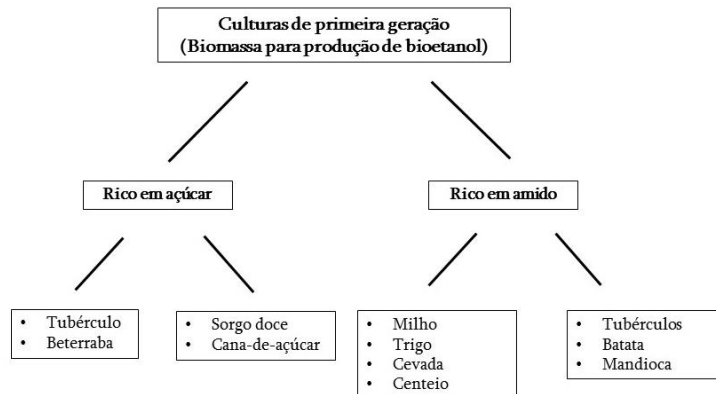 Culturas de primeira geração
(Biomassa para produção de bioetanol)
Rico em açúcar
Rico em amido
• Tubérculo
• Beterraba
• Sorgo doce
• Cana-de-açúcar
• Milho
• Trigo
• Cevada
• Centeio
• Tubérculos
• Batata
• Mandioca